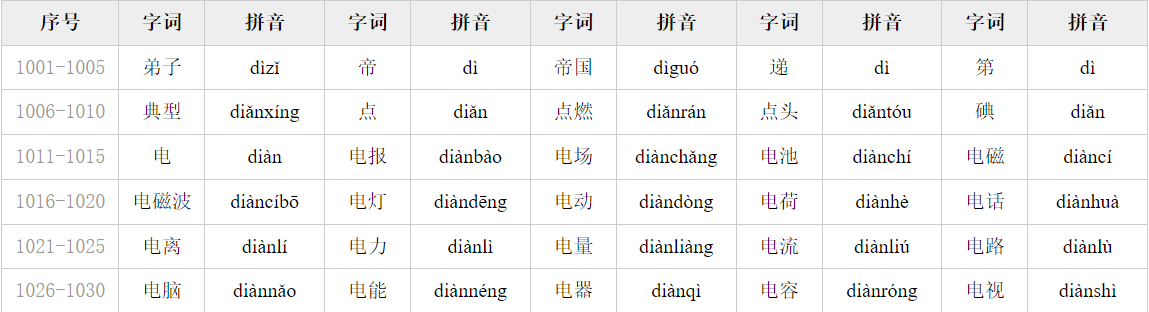 序号 字词 拼音 字词 拼音 字词 拼音 字词 拼音 字词 拼音
1001-1005 弟子 dìzǐ 帝 dì 帝国 dìguó 递 dì 第 dì
1006-1010 典型 diǎnxíng 点 diǎn 点燃 diǎnrán 点头 diǎntóu 碘 diǎn
1011-1015 电 diàn 电报 diànbào 电场 diànchǎng 电池 diànchí 电磁 diàncí
1016-1020 电磁波 diàncíbō 电灯 diàndēng 电动 diàndòng 电荷 diànhè 电话 diànhuà
1021-1025 电离 diànlí 电力 diànlì 电量 diànliàng 电流 diànliú 电路 diànlù
1026-1030 电脑 diànnǎo 电能 diànnéng 电器 diànqì 电容 diànróng 电视 diànshì